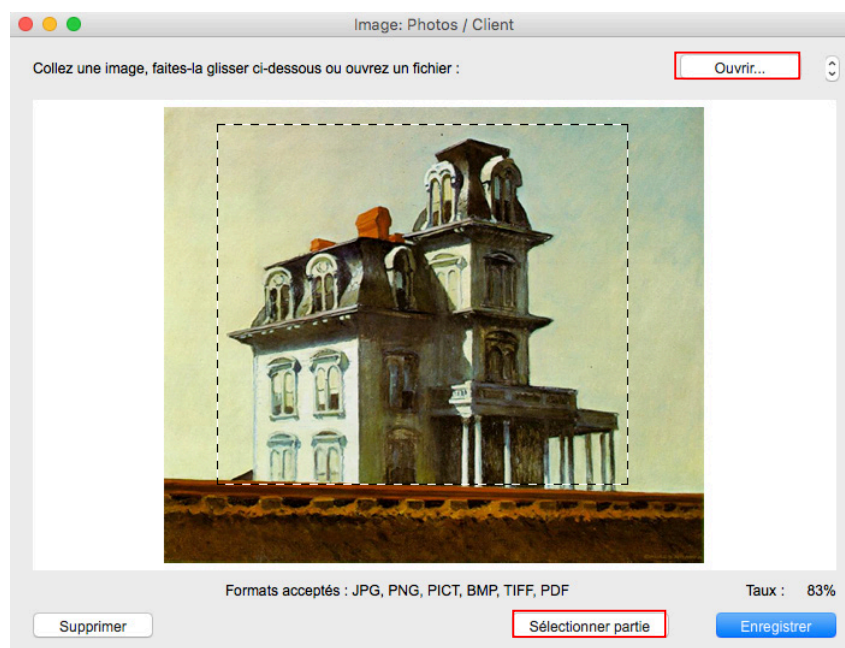 Image: Photos / Client
Collez une image, faites-la glisser ci-dessous ou ouvrez un fichier :
Ouvrir...
Formats acceptés : JPG, PNG, PICT, BMP, TIFF, PDF
Taux : 83%
Supprimer
Sélectionner partie
Enregistrer